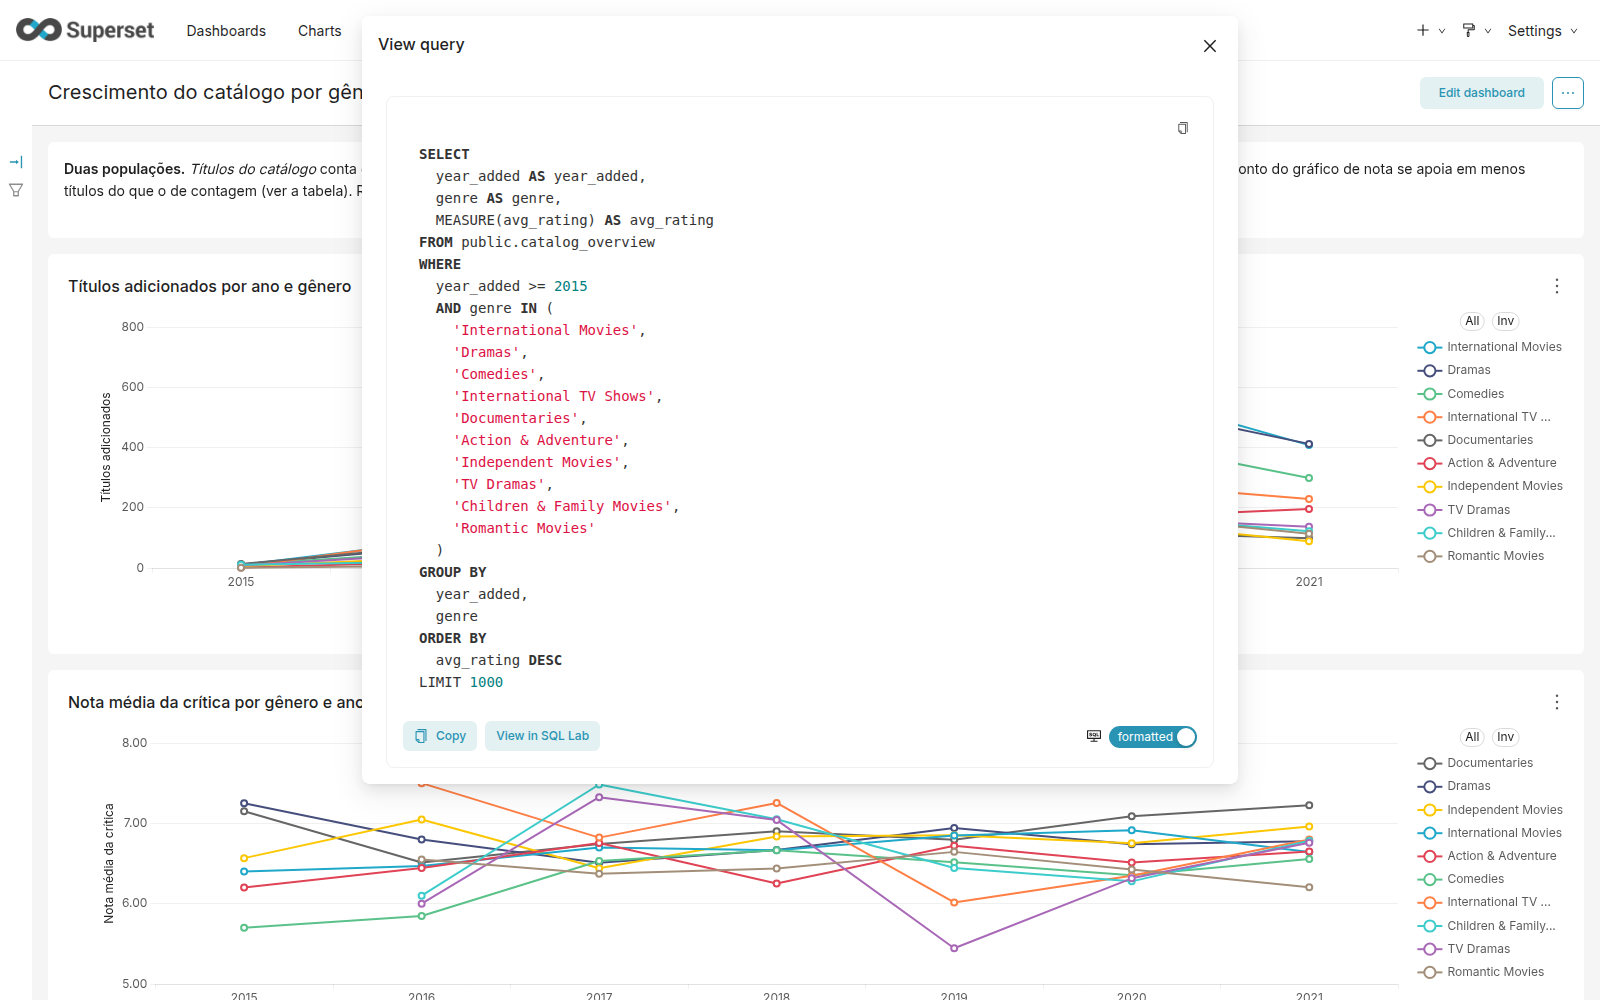 Superset
Dashboards
Charts
Settings
Crescimento do catálogo por gên
Edit dashboard
Duas populações. Títulos do catálogo conta
onto do gráfico de nota se apoia em menos
títulos do que o de contagem (ver a tabela). R
View query
SELECT
year_added AS year_added,
genre AS genre,
MEASURE(avg_rating) AS avg_rating
FROM public.catalog_overview
WHERE
year_added >= 2015
AND genre IN (
'International Movies',
'Dramas',
'Comedies',
'International TV Shows',
'Documentaries',
'Action & Adventure',
'Independent Movies',
'TV Dramas',
'Children & Family Movies',
'Romantic Movies'
)
GROUP BY
year_added,
genre
ORDER BY
avg_rating DESC
LIMIT 1000
Copy
View in SQL Lab
SQL
formatted
Títulos adicionados por ano e gênero
Títulos adicionados
800
600
400
200
0
2015
2021
All
Inv
International Movies
Dramas
Comedies
International TV ...
Documentaries
Action & Adventure
Independent Movies
TV Dramas
Children & Family...
Romantic Movies
Nota média da crítica por gênero e ano
Nota média da crítica
8.00
7.00
6.00
5.00
2015
2016
2017
2018
2019
2020
2021
All
Inv
Documentaries
Dramas
Independent Movies
International Movies
Action & Adventure
Comedies
International TV ...
Children & Family...
TV Dramas
Romantic Movies